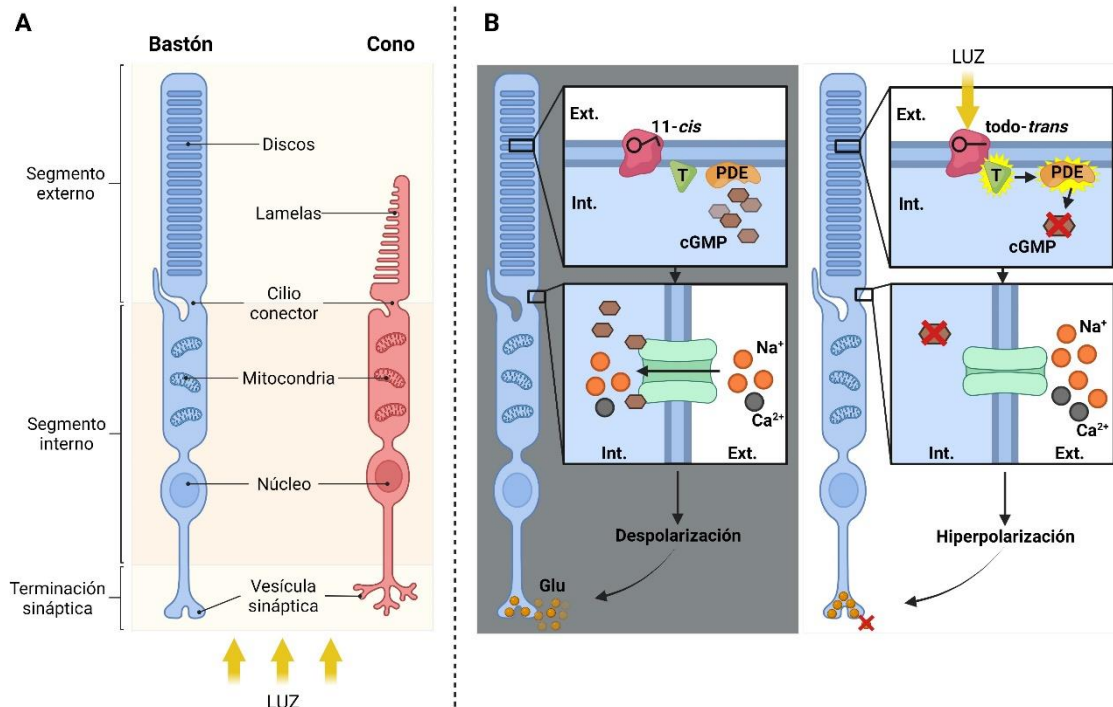 A
Bastón
Cono
Segmento
externo
Discos
Lamelas
Cilio
conector
Mitocondria
Segmento
interno
Núcleo
Terminación
sináptica
Vesícula
sináptica
LUZ
B
Ext.
11-cis
T
PDE
Int.
cGMP
Na⁺
Ca²⁺
Int.
Ext.
Despolarización
Glu
LUZ
Ext.
todo-trans
T
PDE
Int.
cGMP
Na⁺
Ca²⁺
Int.
Ext.
Hiperpolarización